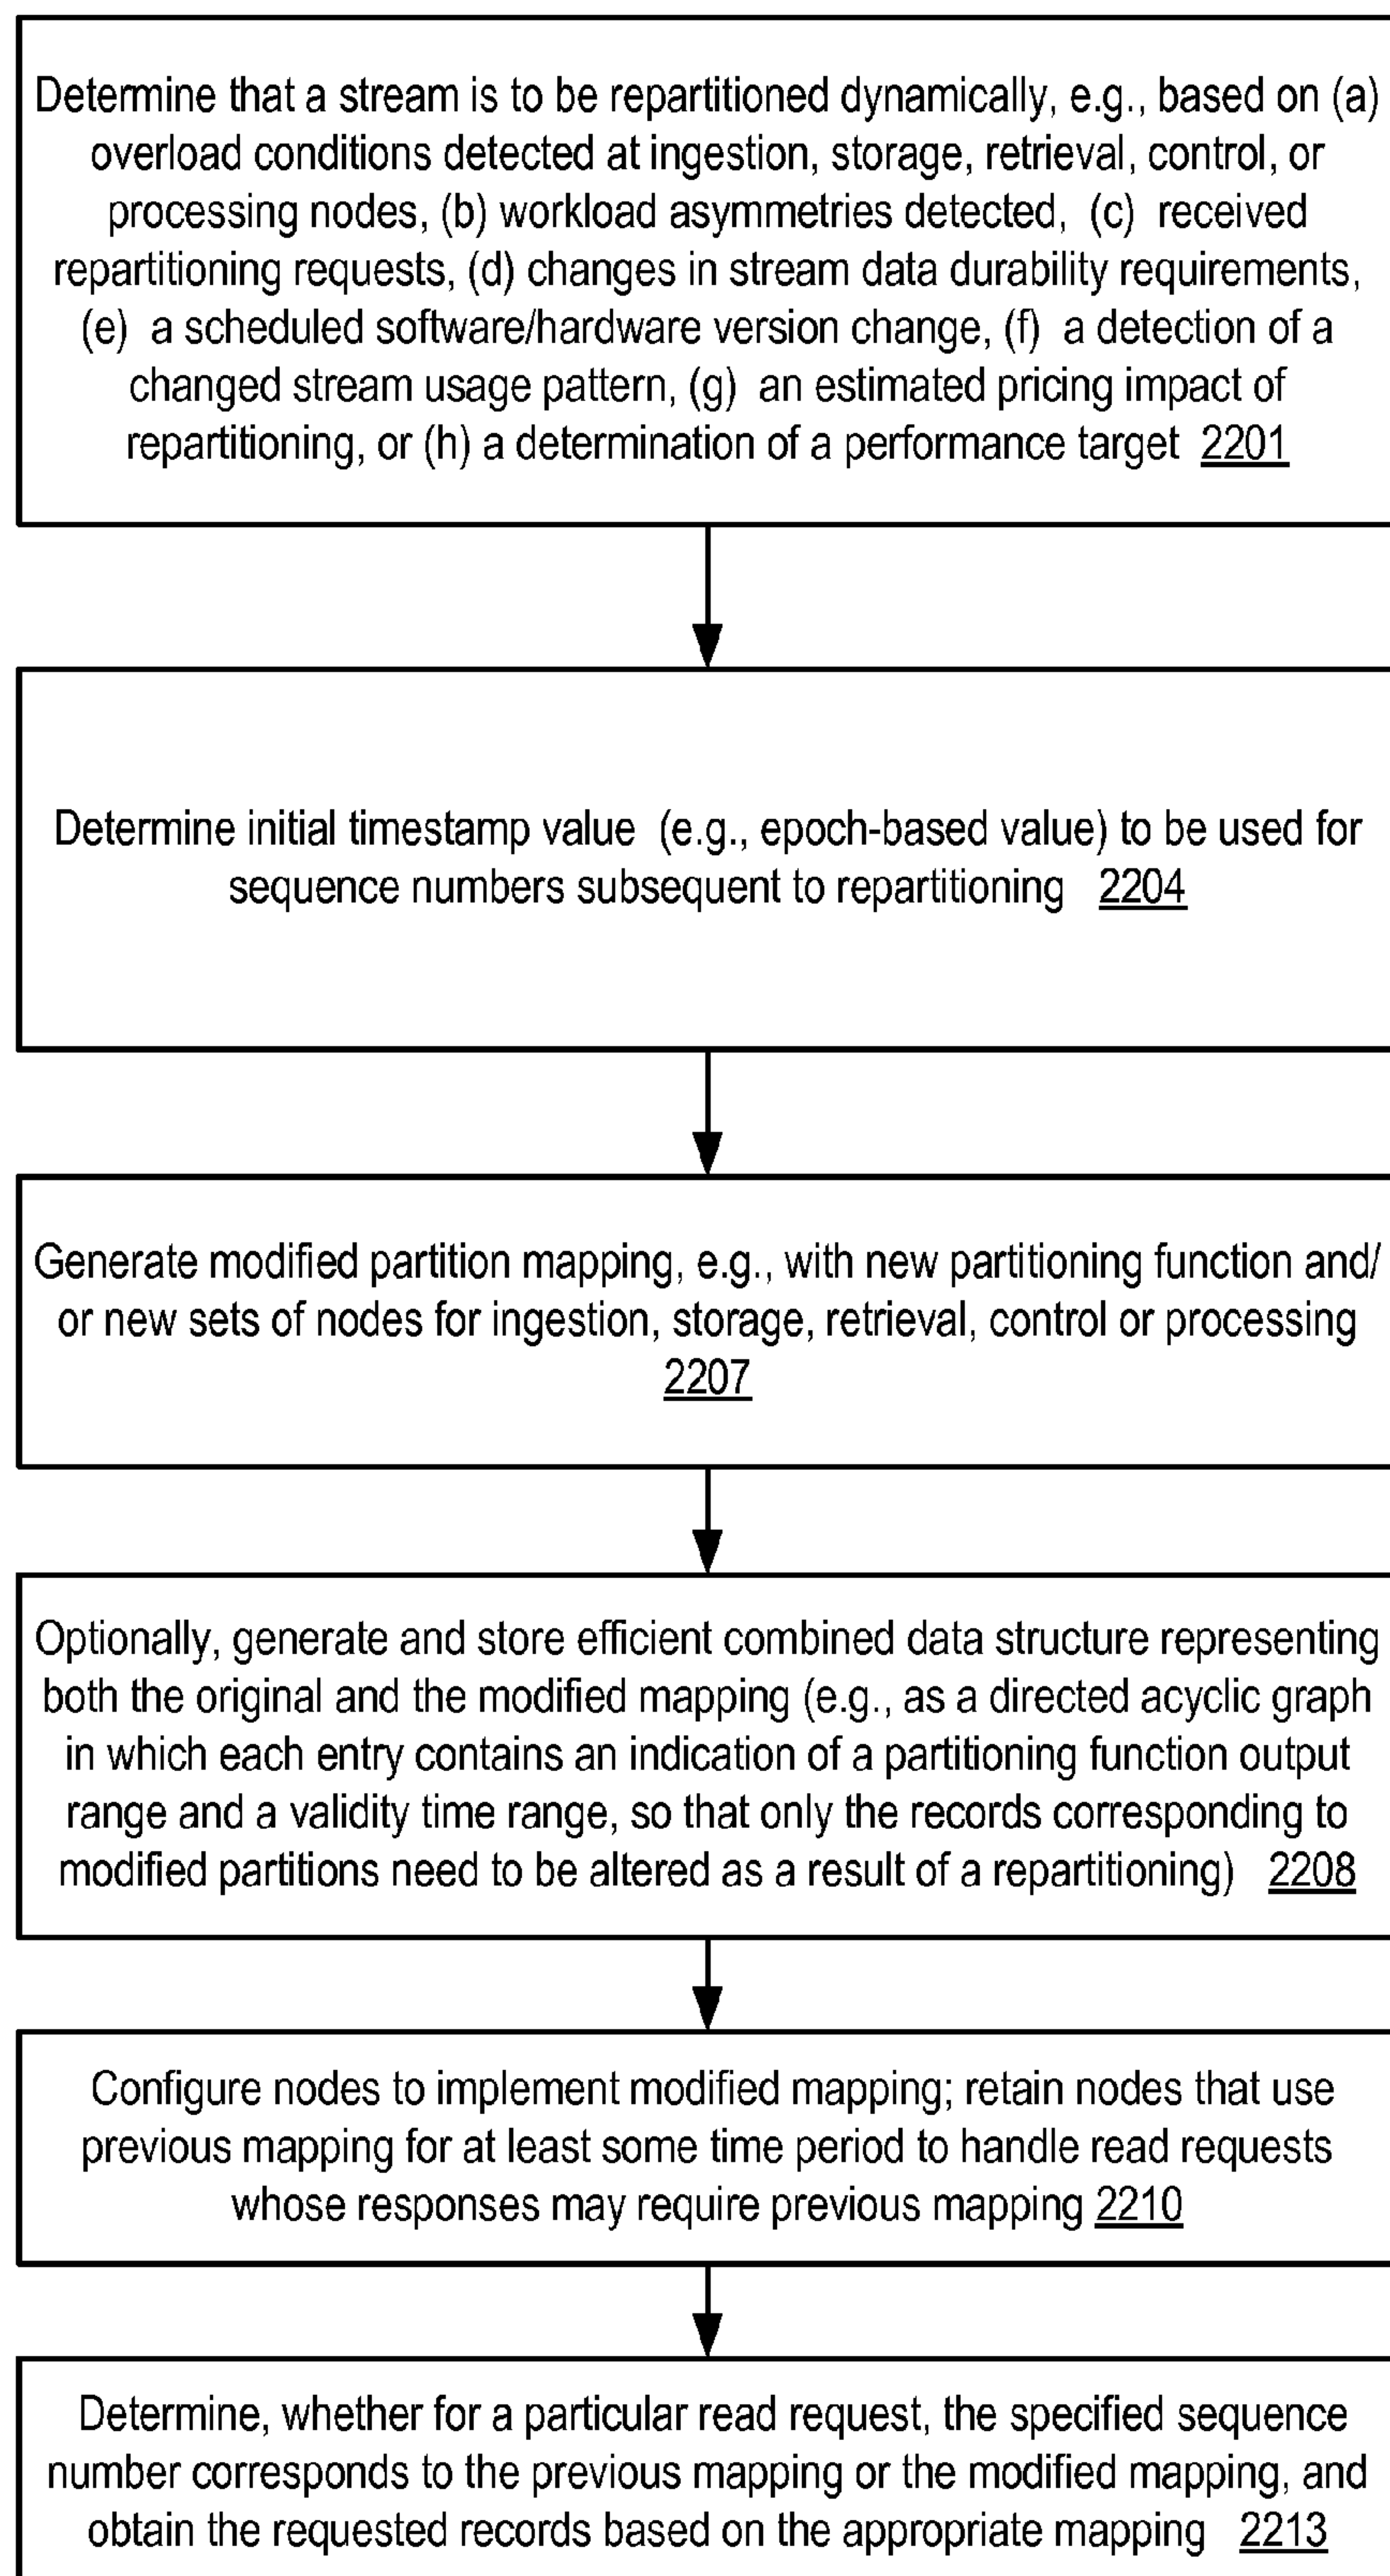 Determine that a stream is to be repartitioned dynamically, e.g., based on (a)
overload conditions detected at ingestion, storage, retrieval, control, or
processing nodes, (b) workload asymmetries detected, (c) received
repartitioning requests, (d) changes in stream data durability requirements,
(e) a scheduled software/hardware version change, (f) a detection of a
changed stream usage pattern, (g) an estimated pricing impact of
repartitioning, or (h) a determination of a performance target 2201
Determine initial timestamp value (e.g., epoch-based value) to be used for
sequence numbers subsequent to repartitioning 2204
Generate modified partition mapping, e.g., with new partitioning function and/
or new sets of nodes for ingestion, storage, retrieval, control or processing
2207
Optionally, generate and store efficient combined data structure representing
both the original and the modified mapping (e.g., as a directed acyclic graph
in which each entry contains an indication of a partitioning function output
range and a validity time range, so that only the records corresponding to
modified partitions need to be altered as a result of a repartitioning) 2208
Configure nodes to implement modified mapping; retain nodes that use
previous mapping for at least some time period to handle read requests
whose responses may require previous mapping 2210
Determine, whether for a particular read request, the specified sequence
number corresponds to the previous mapping or the modified mapping, and
obtain the requested records based on the appropriate mapping 2213